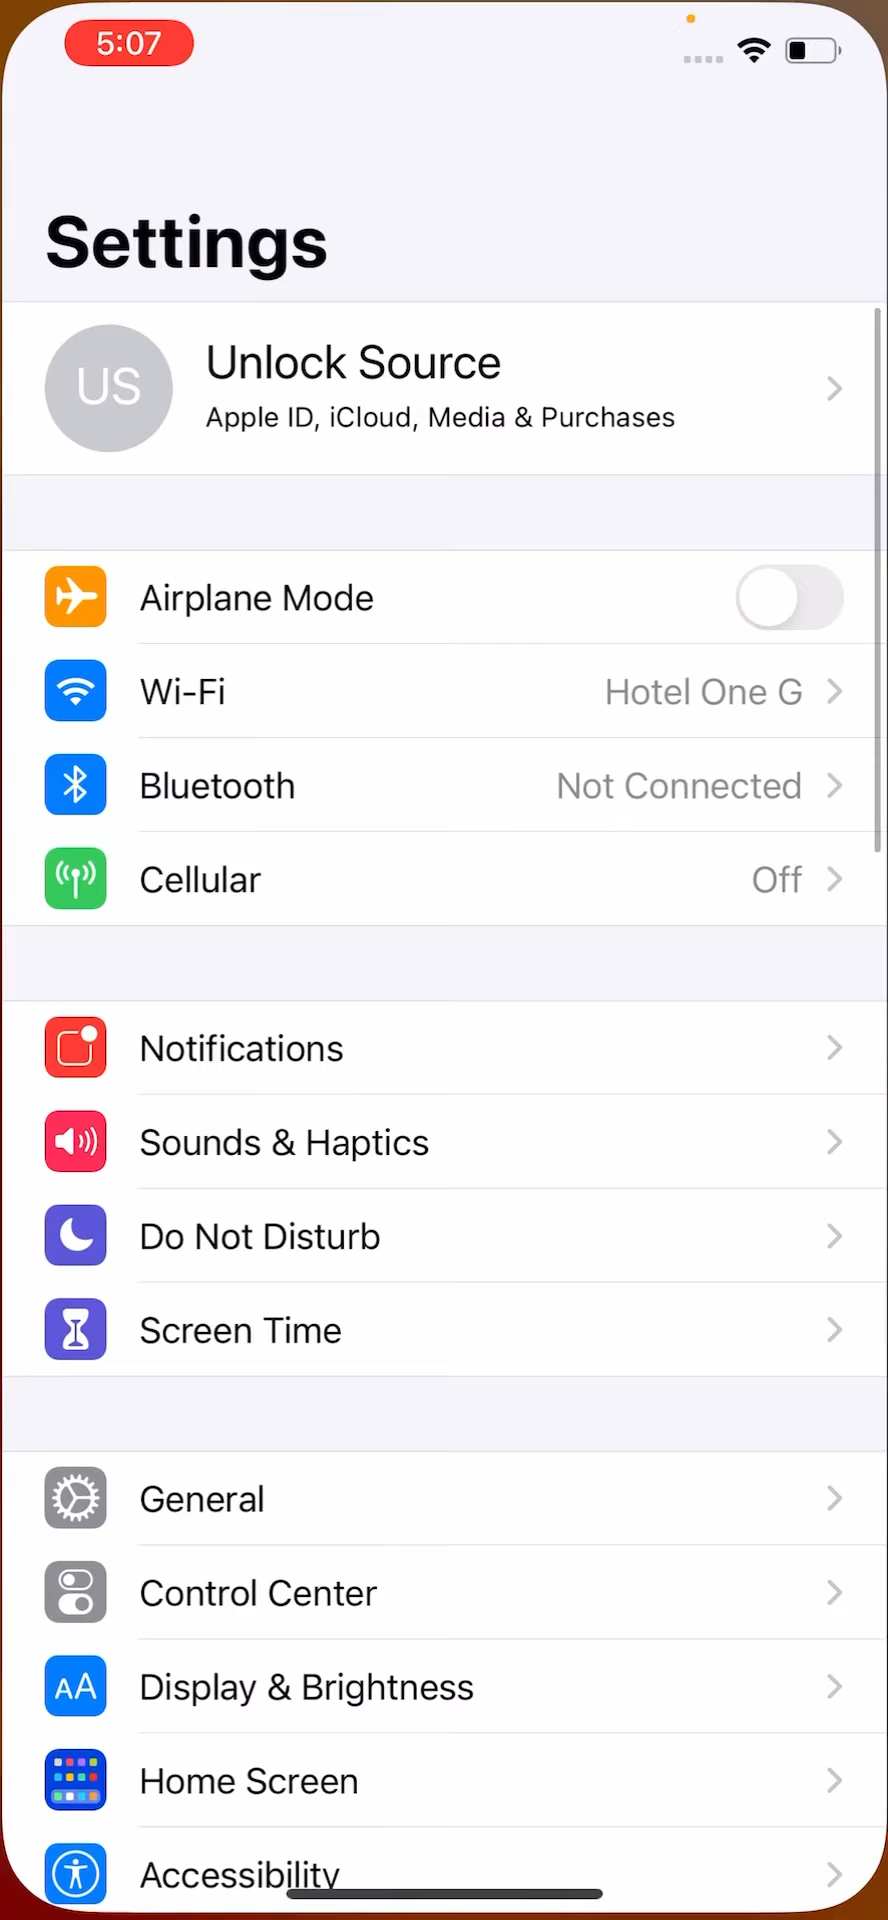 5:07
Settings
US
Unlock Source
Apple ID, iCloud, Media & Purchases
Airplane Mode
Wi-Fi Hotel One G
Bluetooth Not Connected
Cellular Off
Notifications
Sounds & Haptics
Do Not Disturb
Screen Time
General
Control Center
AA Display & Brightness
Home Screen
Accessibility